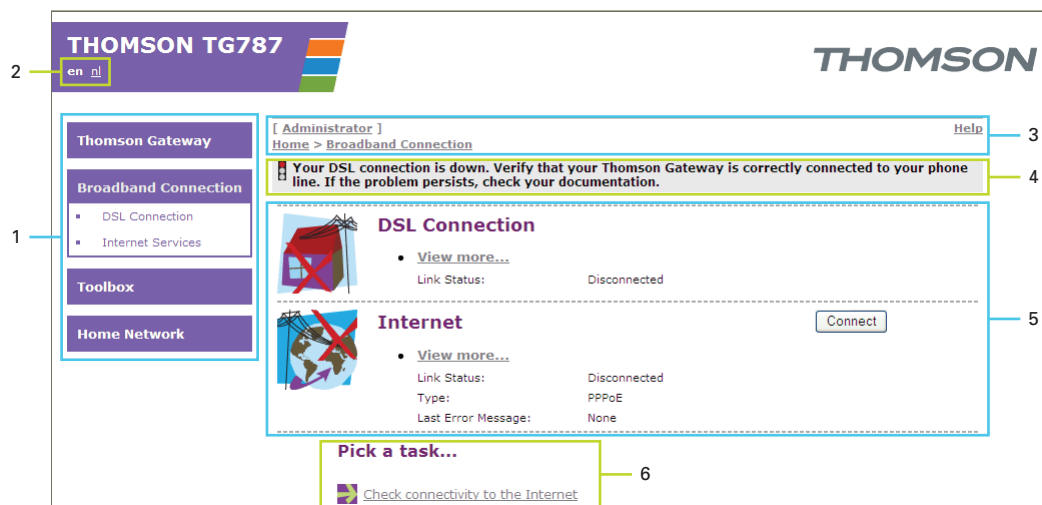 THOMSON TG787
en nl
THOMSON
2
Thomson Gateway
Broadband Connection
DSL Connection
Internet Services
Toolbox
Home Network
1
[ Administrator ]
Help
Home > Broadband Connection
3
Your DSL connection is down. Verify that your Thomson Gateway is correctly connected to your phone
line. If the problem persists, check your documentation.
4
DSL Connection
View more...
Link Status: Disconnected
Internet
Connect
View more...
Link Status: Disconnected
Type: PPPoE
Last Error Message: None
5
Pick a task...
Check connectivity to the Internet
6